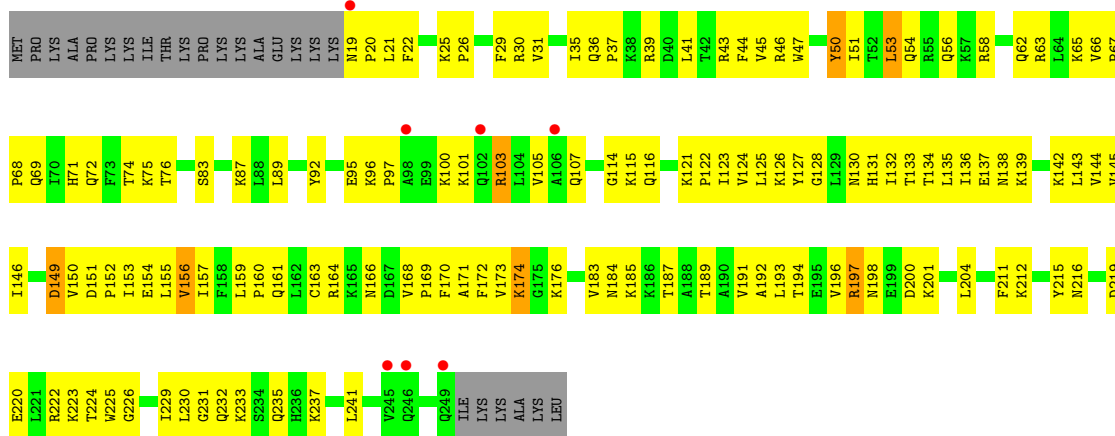 MET PRO LYS ALA PRO LYS LYS ILE THR LYS PRO LYS LYS ALA GLU LYS LYS LYS N19 P20 L21 F22 K25 P26 F29 R30 V31 I35 Q36 P37 K38 R39 D40 L41 T42 R43 F44 V45 R46 W47 Y50 I51 T52 L53 Q54 R55 Q56 K57 R58 Q62 R63 L64 K65 V66 P67
P68 Q69 I70 H71 Q72 F73 T74 K75 T76 S83 K87 L88 L89 Y92 E95 K96 P97 A98 E99 K100 K101 Q102 R103 L104 V105 A106 Q107 G114 K115 Q116 K121 P122 I123 V124 L125 K126 Y127 G128 L129 N130 H131 I132 T133 T134 L135 I136 E137 N138 K139 K142 L143 V144 V145
I146 D149 V150 D151 P152 I153 E154 L155 V156 I157 F158 L159 P160 Q161 L162 C163 R164 K165 N166 D167 V168 P169 F170 A171 F172 V173 K174 G175 K176 V183 N184 K185 K186 T187 A188 T189 A190 V191 A192 L193 T194 E195 V196 R197 N198 E199 D200 K201 L204 F211 K212 Y215 N216 D219
E220 L221 R222 K223 T224 W225 G226 I229 L230 G231 Q232 K233 S234 Q235 H236 K237 L241 V245 Q246 Q249 ILE LYS LYS ALA LYS LEU